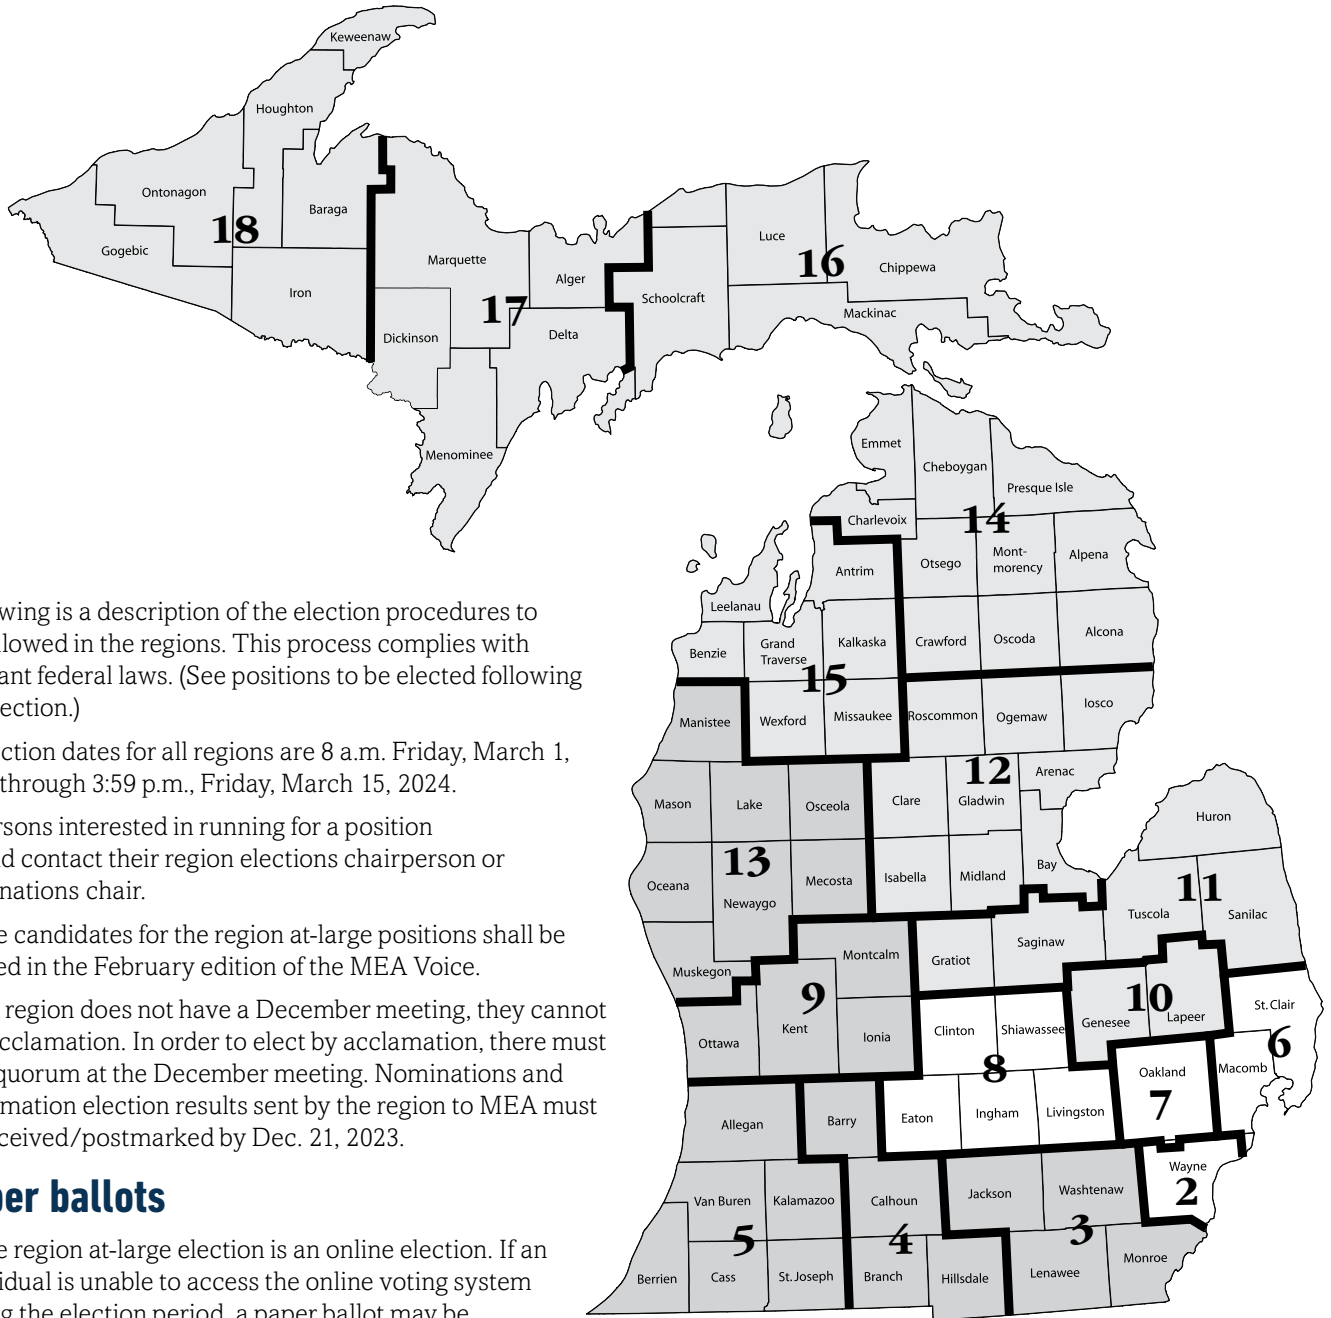 Keweenaw
Houghton
Ontonagon
Baraga
18
Gogebic
Iron
Marquette
Alger
17
Dickinson
Delta
Menominee
Luce
16
Chippewa
Schoolcraft
Mackinac
Emmet
Cheboygan
Presque Isle
Charlevoix
14
Antrim
Otsego
Mont-
morency
Alpena
Leelanau
Benzie
Grand
Traverse
Kalkaska
Crawford
Oscoda
Alcona
15
Manistee
Wexford
Missaukee
Roscommon
Ogemaw
Iosco
12
Arenac
Mason
Lake
Osceola
Clare
Gladwin
Huron
13
Oceana
Newaygo
Mecosta
Isabella
Midland
Bay
11
Tuscola
Sanilac
Muskegon
Montcalm
Gratiot
Saginaw
9
10
Ottawa
Kent
Ionia
Clinton
Shiawassee
Genesee
Lapeer
St. Clair
6
8
Oakland
7
Macomb
Allegan
Barry
Eaton
Ingham
Livingston
Wayne
2
Van Buren
Kalamazoo
Calhoun
Jackson
Washtenaw
5
4
3
Berrien
Cass
St. Joseph
Branch
Hillsdale
Lenawee
Monroe
wing is a description of the election procedures to
lowed in the regions. This process complies with
ant federal laws. (See positions to be elected following
ection.)
ction dates for all regions are 8 a.m. Friday, March 1,
through 3:59 p.m., Friday, March 15, 2024.
rsons interested in running for a position
d contact their region elections chairperson or
nations chair.
e candidates for the region at-large positions shall be
ed in the February edition of the MEA Voice.
region does not have a December meeting, they cannot
cclamation. In order to elect by acclamation, there must
quorum at the December meeting. Nominations and
mation election results sent by the region to MEA must
ceived/postmarked by Dec. 21, 2023.
per ballots
e region at-large election is an online election. If an
idual is unable to access the online voting system
ng the election period, a paper ballot may be